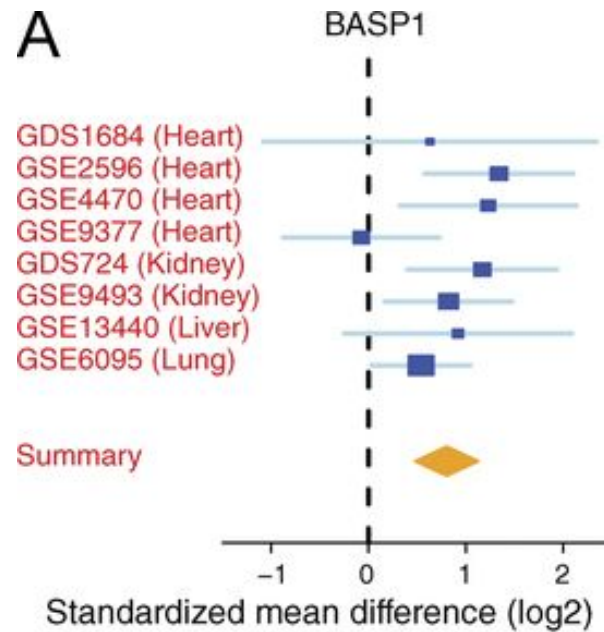 A
BASP1
GDS1684 (Heart)
GSE2596 (Heart)
GSE4470 (Heart)
GSE9377 (Heart)
GDS724 (Kidney)
GSE9493 (Kidney)
GSE13440 (Liver)
GSE6095 (Lung)
Summary
−1 0 1 2
Standardized mean difference (log2)